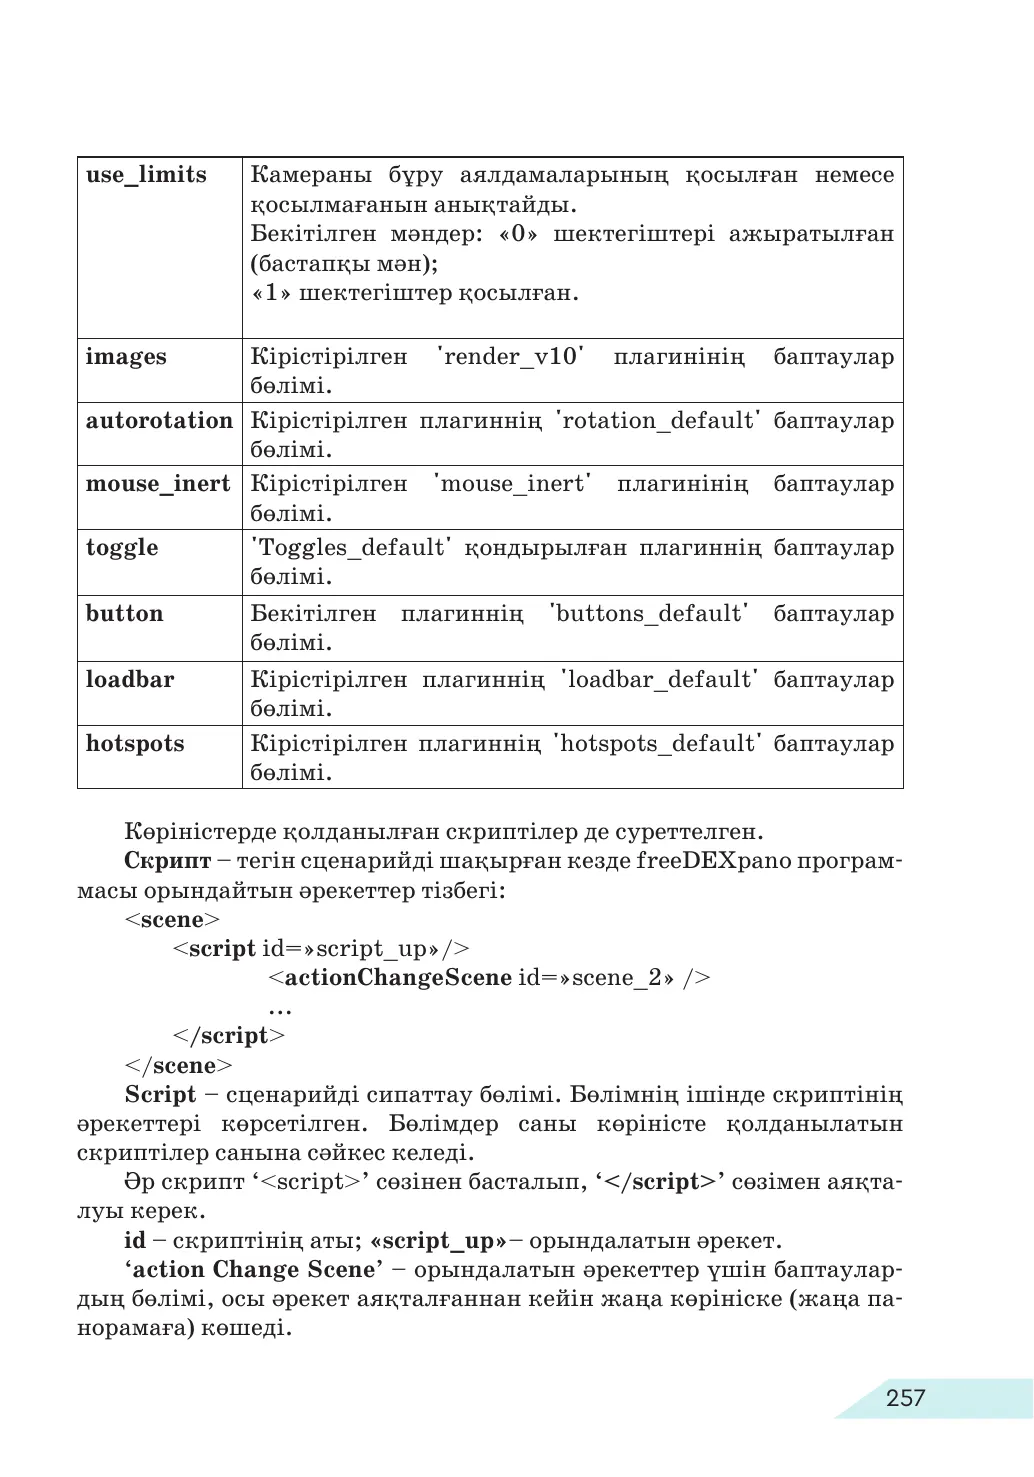 use_limits
Камераны бұру аялдамаларының қосылған немесе
қосылмағанын анықтайды.
Бекітілген мәндер: «0» шектегіштері ажыратылған
(бастапқы мән);
«1» шектегіштер қосылған.
images
Кірістірілген 'render_v10' плагинінің баптаулар
бөлімі.
autorotation
Кірістірілген плагиннің 'rotation_default' баптаулар
бөлімі.
mouse_inert
Кірістірілген 'mouse_inert' плагинінің баптаулар
бөлімі.
toggle
'Toggles_default' қондырылған плагиннің баптаулар
бөлімі.
button
Бекітілген плагиннің 'buttons_default' баптаулар
бөлімі.
loadbar
Кірістірілген плагиннің 'loadbar_default' баптаулар
бөлімі.
hotspots
Кірістірілген плагиннің 'hotspots_default' баптаулар
бөлімі.
Көріністерде қолданылған скриптілер де суреттелген.
Скрипт – тегін сценарийді шақырған кезде freeDEXpano програм-
масы орындайтын әрекеттер тізбегі:
<scene>
<script id=»script_up»/>
<actionChangeScene id=»scene_2» />
...
</script>
</scene>
Script – сценарийді сипаттау бөлімі. Бөлімнің ішінде скриптінің
әрекеттері көрсетілген. Бөлімдер саны көріністе қолданылатын
скриптілер санына сәйкес келеді.
Әр скрипт ‘<script>’ сөзінен басталып, ‘</script>’ сөзімен аяқта-
луы керек.
id – скриптінің аты; «script_up»– орындалатын әрекет.
‘action Change Scene’ – орындалатын әрекеттер үшін баптаулар-
дың бөлімі, осы әрекет аяқталғаннан кейін жаңа көрініске (жаңа па-
норамаға) көшеді.
257